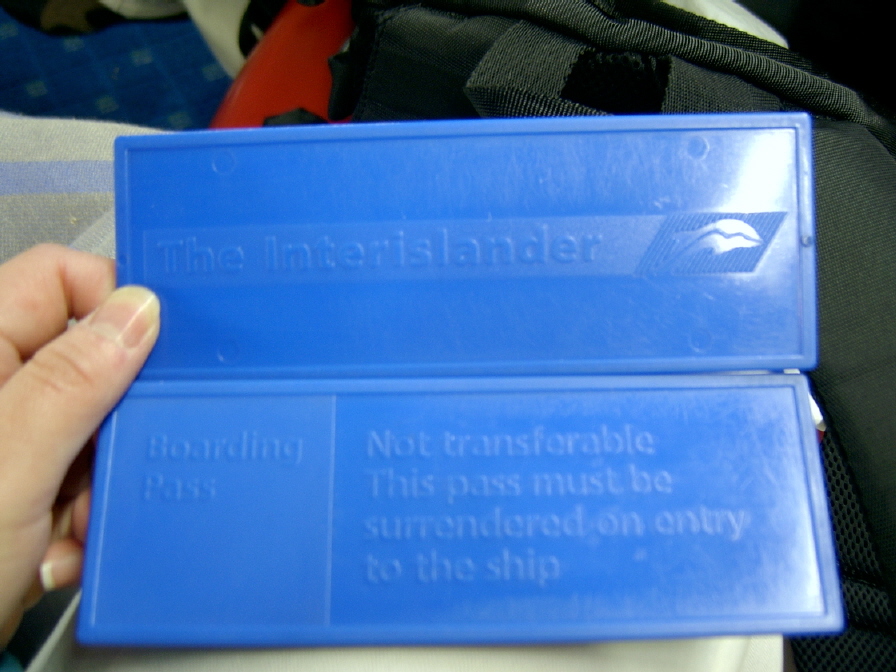 The Interislander
Boarding
Pass
Not transferable
This pass must be
surrendered on entry
to the ship